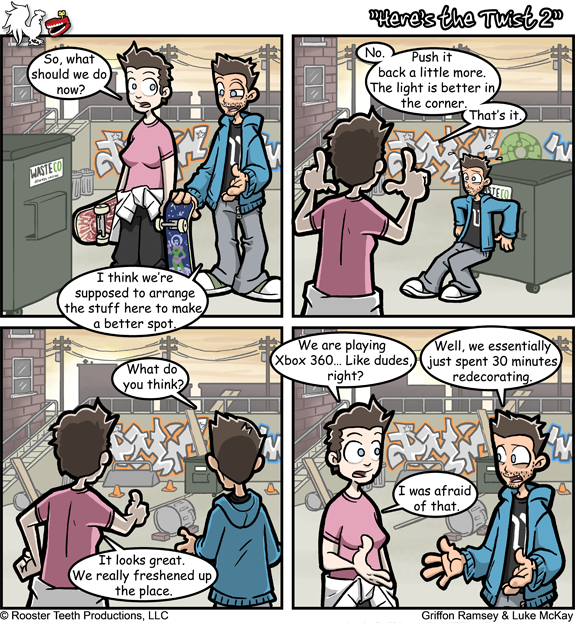 "Here's the Twist 2"
So, what
should we do
now?
WASTECO
I think we're
supposed to arrange
the stuff here to make
a better spot.
No.
Push it
back a little more.
The light is better in
the corner.
That's it.
What do
you think?
It looks great.
We really freshened up
the place.
We are playing
Xbox 360... Like dudes,
right?
Well, we essentially
just spent 30 minutes
redecorating.
I was afraid
of that.
© Rooster Teeth Productions, LLC
Griffon Ramsey & Luke McKay